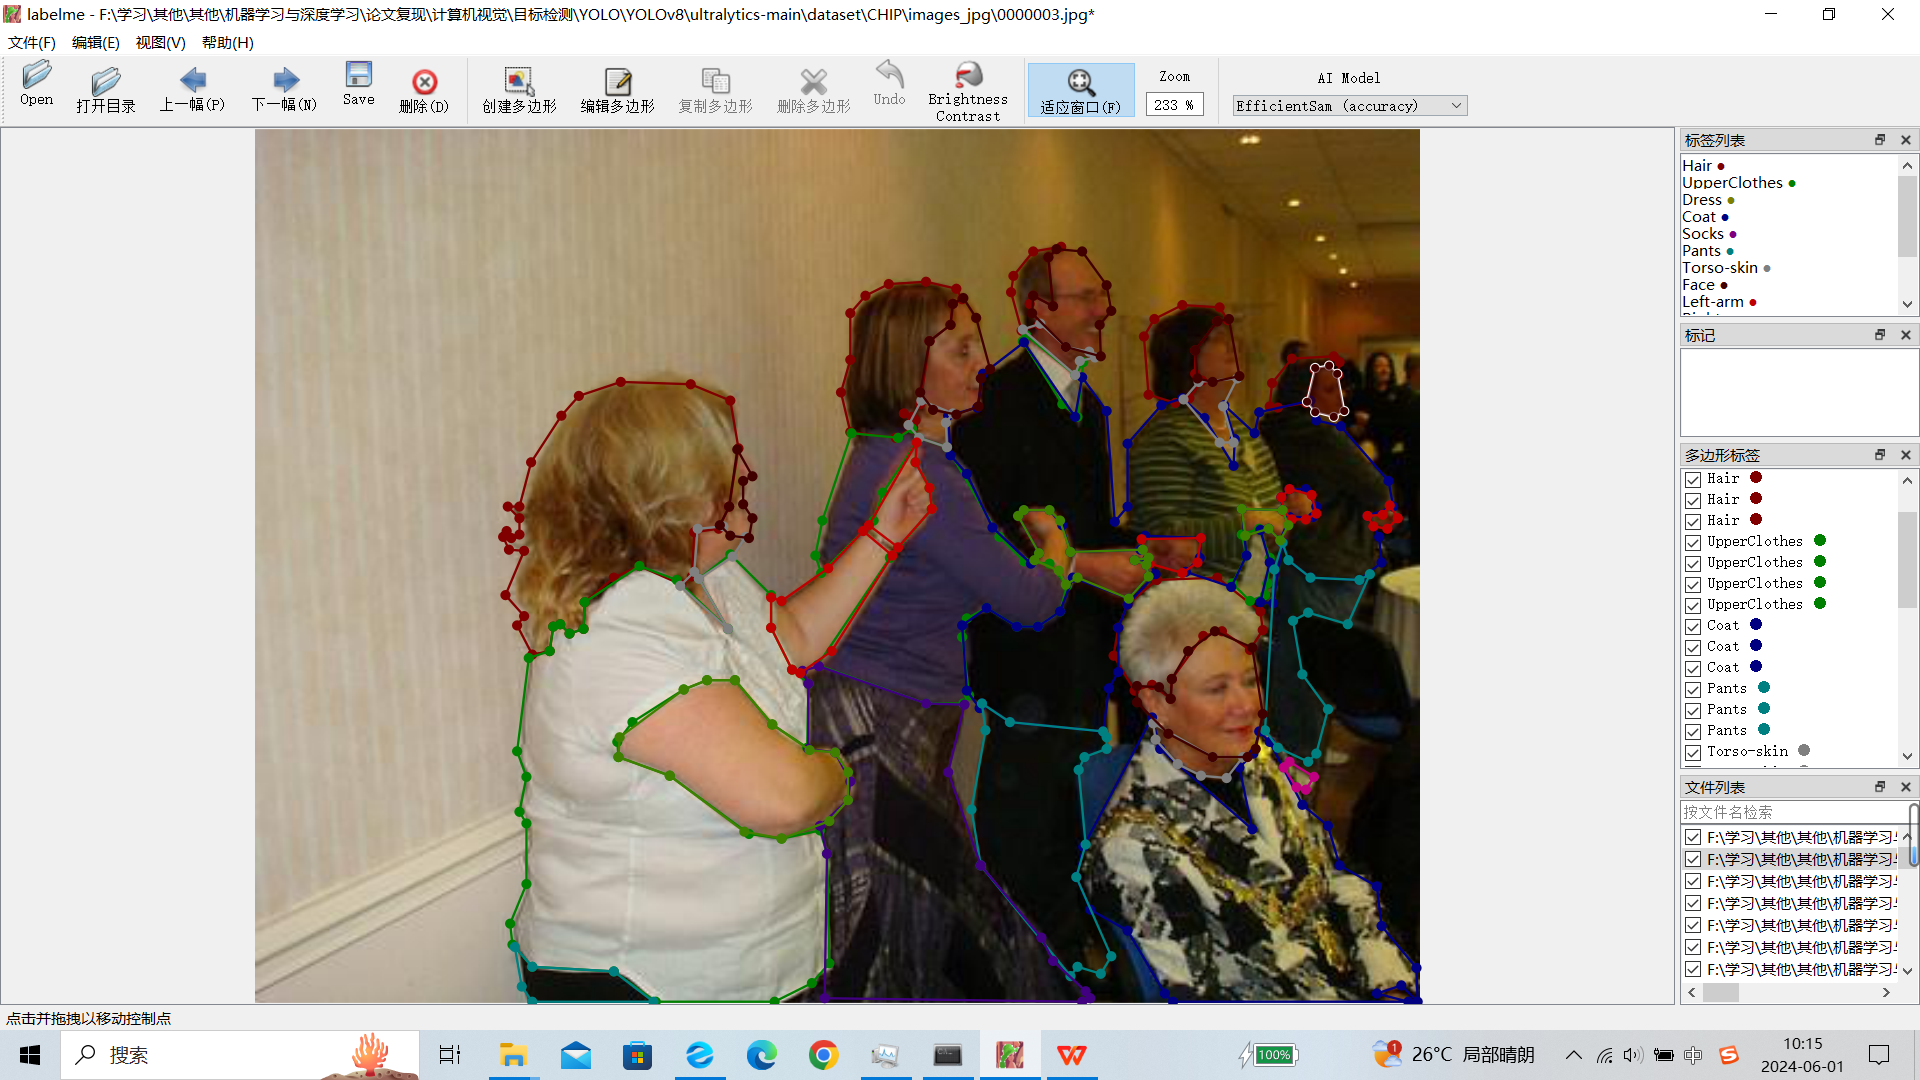 labelme - F:\学习\其他\其他\机器学习与深度学习\论文复现\计算机视觉\目标检测\YOLO\YOLOv8\ultralytics-main\dataset\CHIP\images_jpg\0000003.jpg*
文件(F) 编辑(E) 视图(V) 帮助(H)
Open 打开目录 上一幅(P) 下一幅(N) Save 删除(D) 创建多边形 编辑多边形 复制多边形 删除多边形 Undo Brightness Contrast 适应窗口(F) Zoom 233 % AI Model EfficientSam (accuracy)
标签列表
Hair
UpperClothes
Dress
Coat
Socks
Pants
Torso-skin
Face
Left-arm
标记
多边形标签
Hair
Hair
Hair
UpperClothes
UpperClothes
UpperClothes
UpperClothes
Coat
Coat
Coat
Pants
Pants
Pants
Torso-skin
文件列表
按文件名检索
F:\学习\其他\其他\机器学习
F:\学习\其他\其他\机器学习
F:\学习\其他\其他\机器学习
F:\学习\其他\其他\机器学习
F:\学习\其他\其他\机器学习
F:\学习\其他\其他\机器学习
F:\学习\其他\其他\机器学习
点击并拖拽以移动控制点
搜索
100%
1
26°C 局部晴朗
中
10:15
2024-06-01